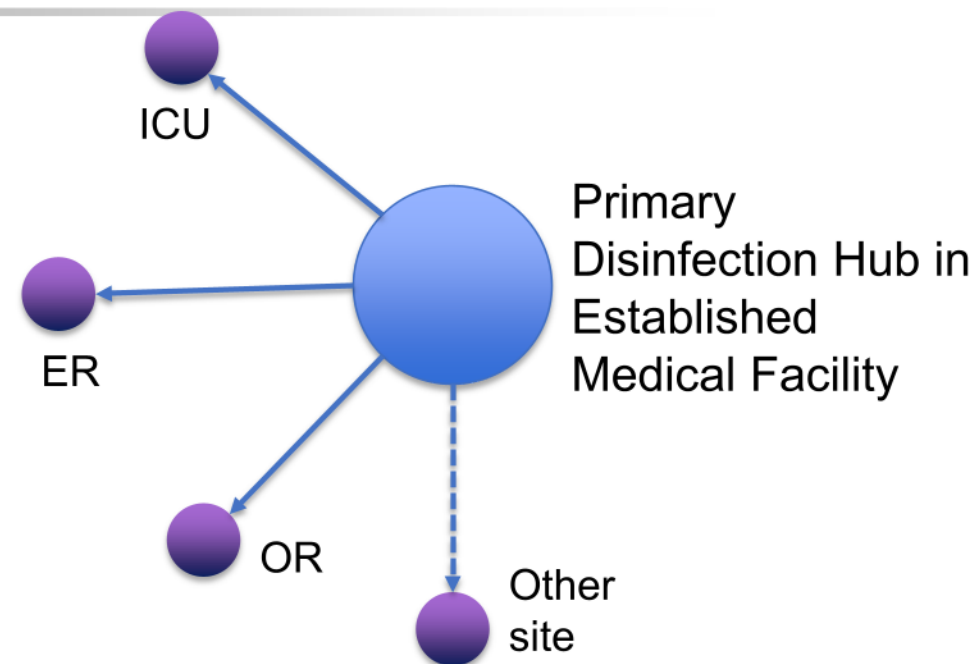 ICU
Primary
Disinfection Hub in
Established
Medical Facility
ER
OR
Other
site